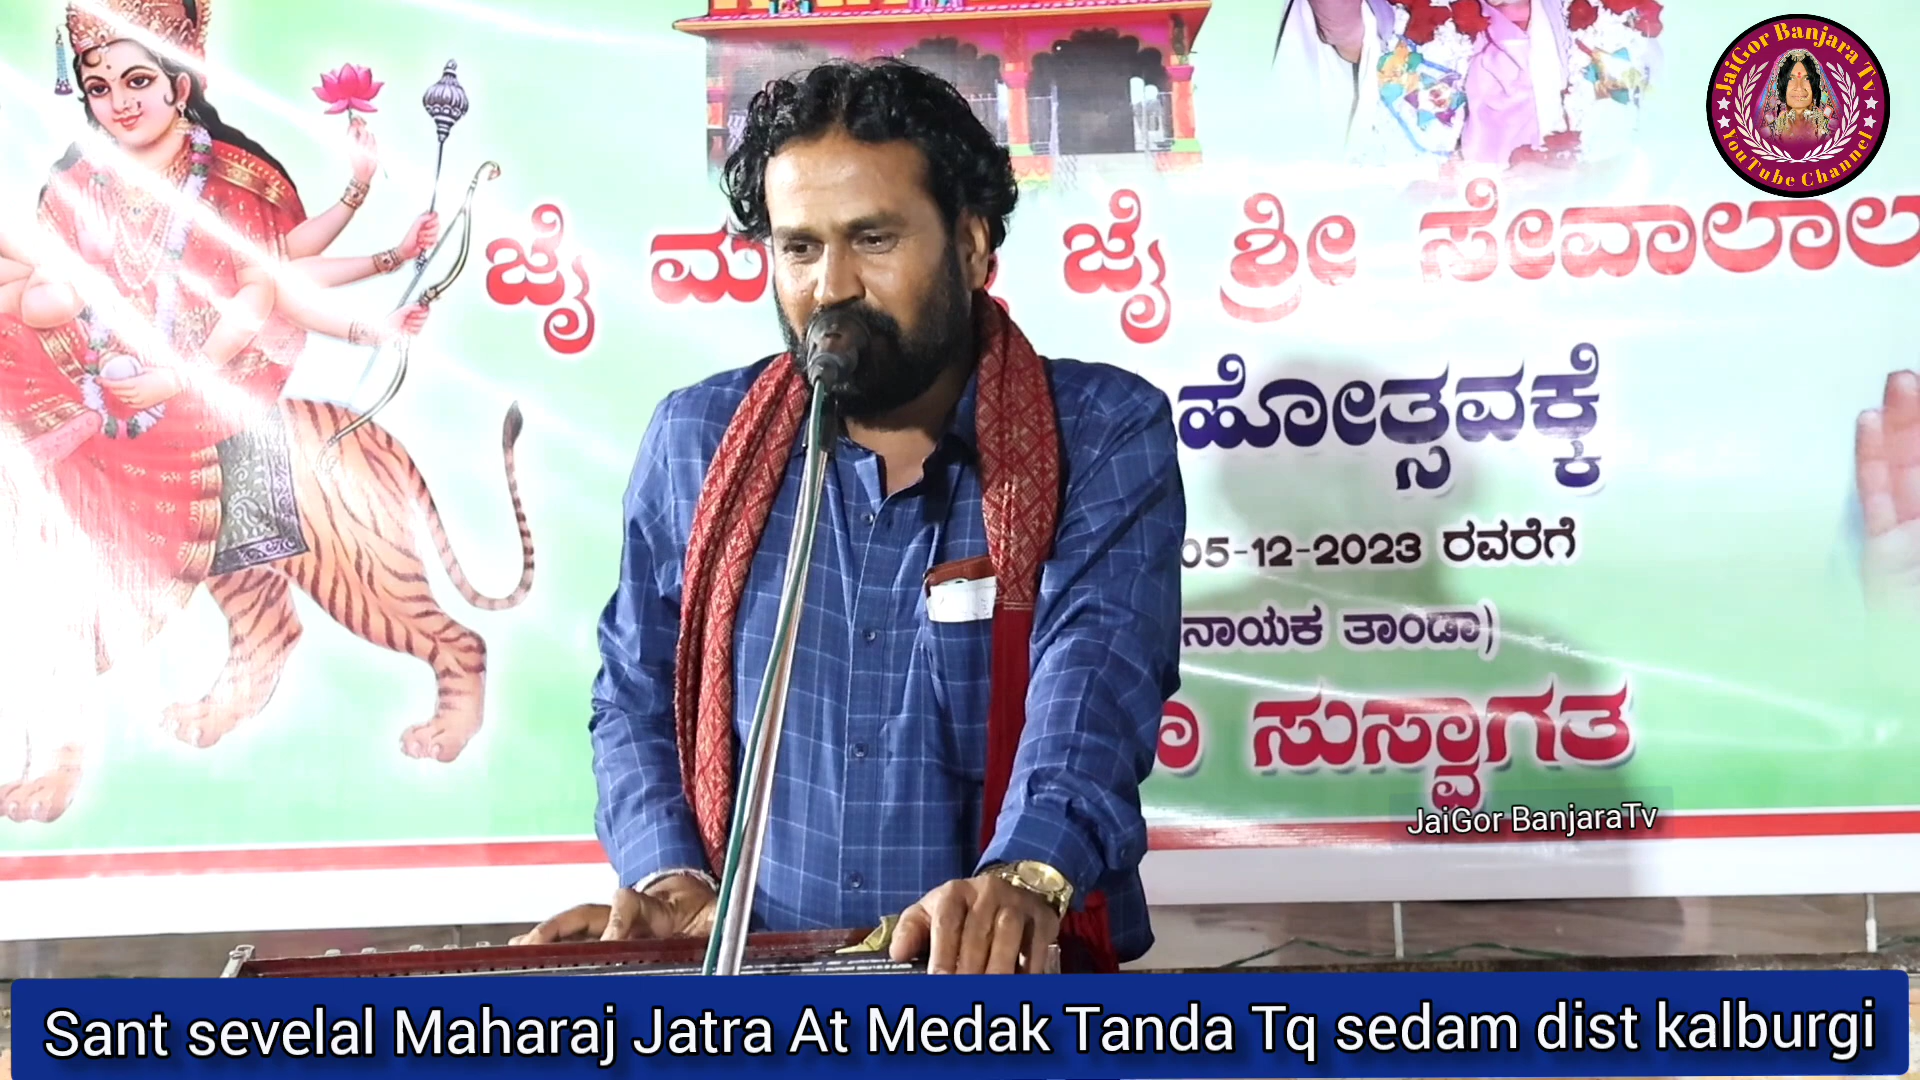 JaiGor Banjara Tv
YouTube Channel
ಜೈ ಜೈ ಶ್ರೀ ಸೇವಾಲಾಲ
05-12-2023 ರವರೆಗೆ
ನಾಯಕ ತಾಂಡಾ)
ಸುಸ್ವಾಗತ
JaiGor BanjaraTv
Sant sevelal Maharaj Jatra At Medak Tanda Tq sedam dist kalburgi